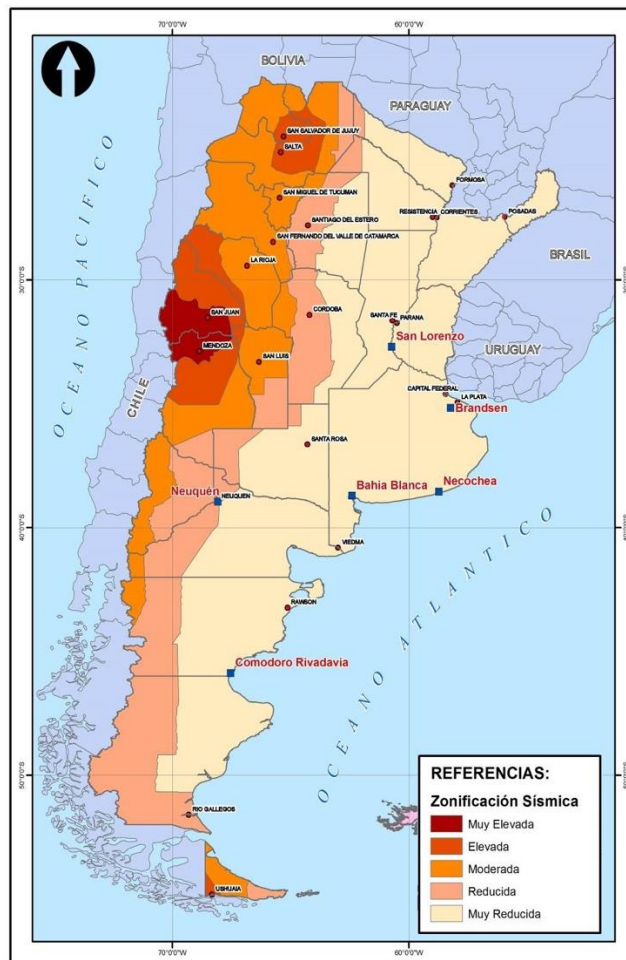 70°0'0"W
60°0'0"W
BOLIVIA
PARAGUAY
SAN SALVADOR DE JUJUY
SALTA
FORMOSA
SAN MIGUEL DE TUCUMAN
RESISTENCIA
CORRIENTES
POSADAS
SANTIAGO DEL ESTERO
SAN FERNANDO DEL VALLE DE CATAMARCA
BRASIL
LA RIOJA
30°0'0"S
OCEANO PACIFICO
SAN JUAN
CORDOBA
SANTA FE
PARANA
San Lorenzo
URUGUAY
MENDOZA
SAN LUIS
CHILE
CAPITAL FEDERAL
LA PLATA
Brandsen
SANTA ROSA
Neuquén
NEUQUEN
Bahia Blanca
Necochea
40°0'0"S
VIEDMA
OCEANO ATLANTICO
RAWSON
Comodoro Rivadavia
50°0'0"S
RIO GALLEGOS
USHUAIA
REFERENCIAS:
Zonificación Sísmica
Muy Elevada
Elevada
Moderada
Reducida
Muy Reducida
70°0'0"W
60°0'0"W